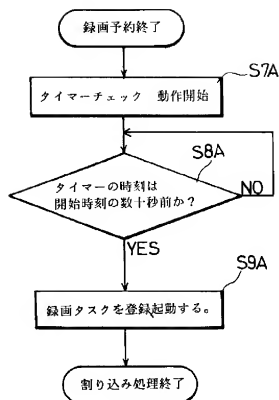 録画予約終了
S7A
タイマーチェック 動作開始
S8A
タイマーの時刻は
開始時刻の数十秒前か?
NO
YES
S9A
録画タスクを登録起動する。
割り込み処理終了